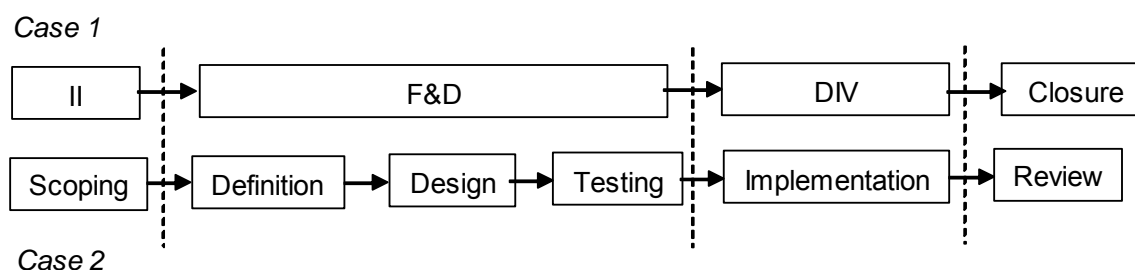 Case 1
II F&D DIV Closure
Scoping Definition Design Testing Implementation Review
Case 2